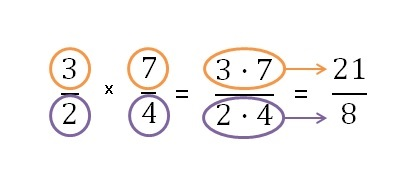 3/2 x 7/4 = 3 · 7/2 · 4 = 21/8